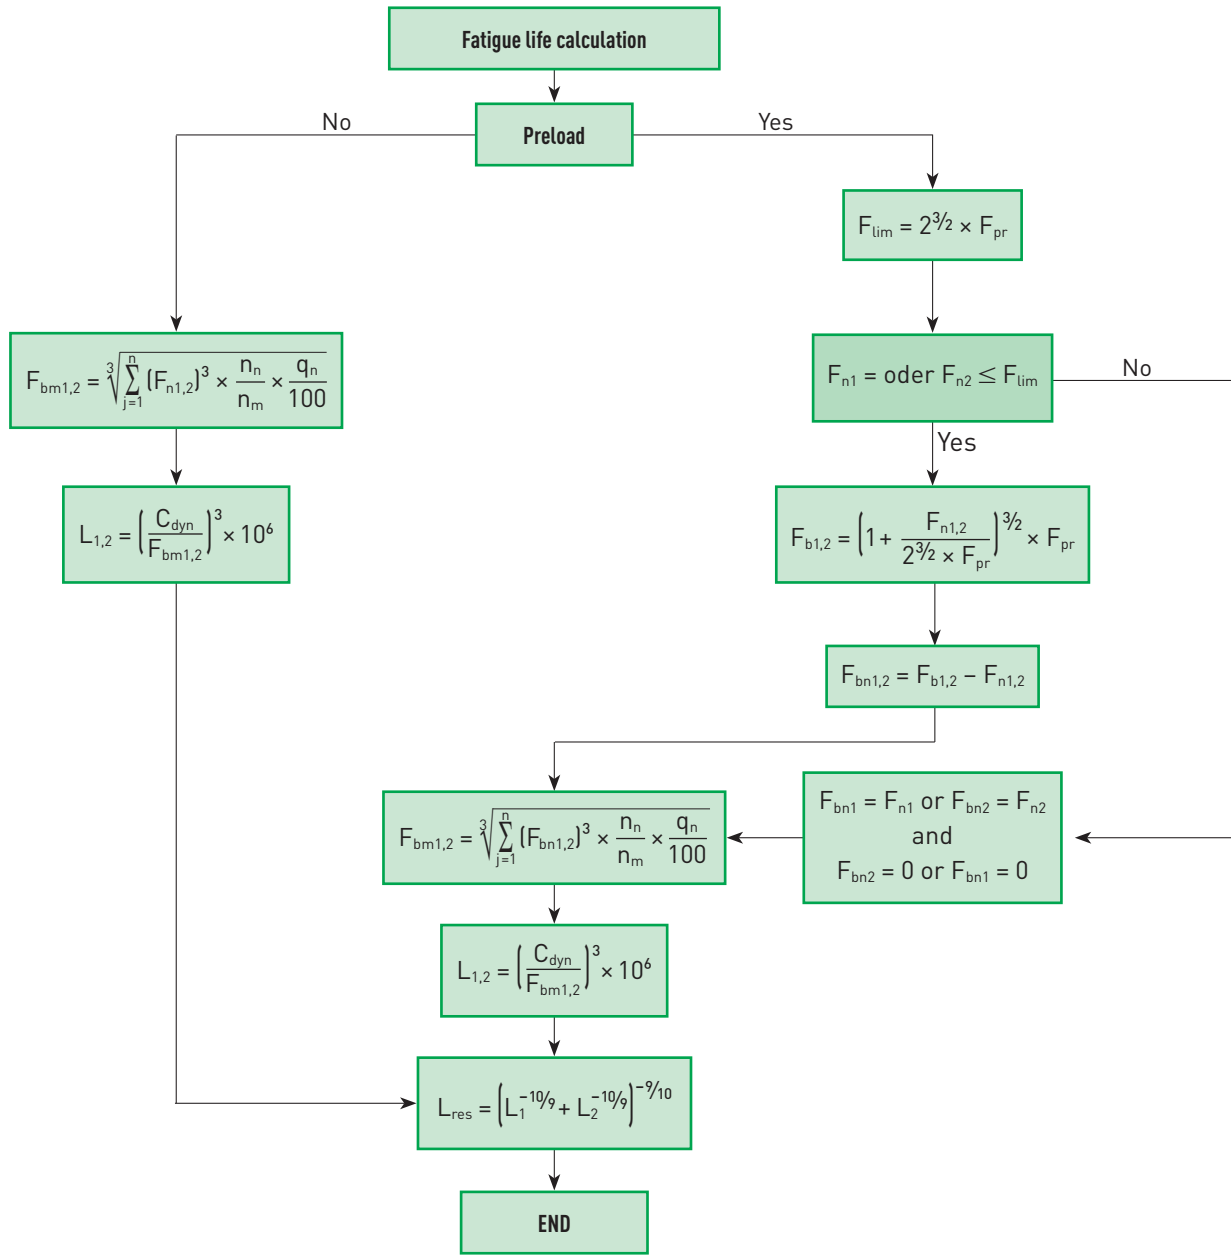 Fatigue life calculation
Preload
No
Yes
F_lim = 2^3/2 × F_pr
F_bm1,2 = ∛(∑_{j=1}^{n} (F_n1,2)^3 × n_n/n_m × q_n/100)
F_n1 = oder F_n2 ≤ F_lim
No
Yes
L_1,2 = (C_dyn/F_bm1,2)^3 × 10^6
F_b1,2 = (1 + F_n1,2/(2^3/2 × F_pr))^3/2 × F_pr
F_bn1,2 = F_b1,2 − F_n1,2
F_bm1,2 = ∛(∑_{j=1}^{n} (F_bn1,2)^3 × n_n/n_m × q_n/100)
F_bn1 = F_n1 or F_bn2 = F_n2
and
F_bn2 = 0 or F_bn1 = 0
L_1,2 = (C_dyn/F_bm1,2)^3 × 10^6
L_res = (L_1^−10/9 + L_2^−10/9)^−9/10
END